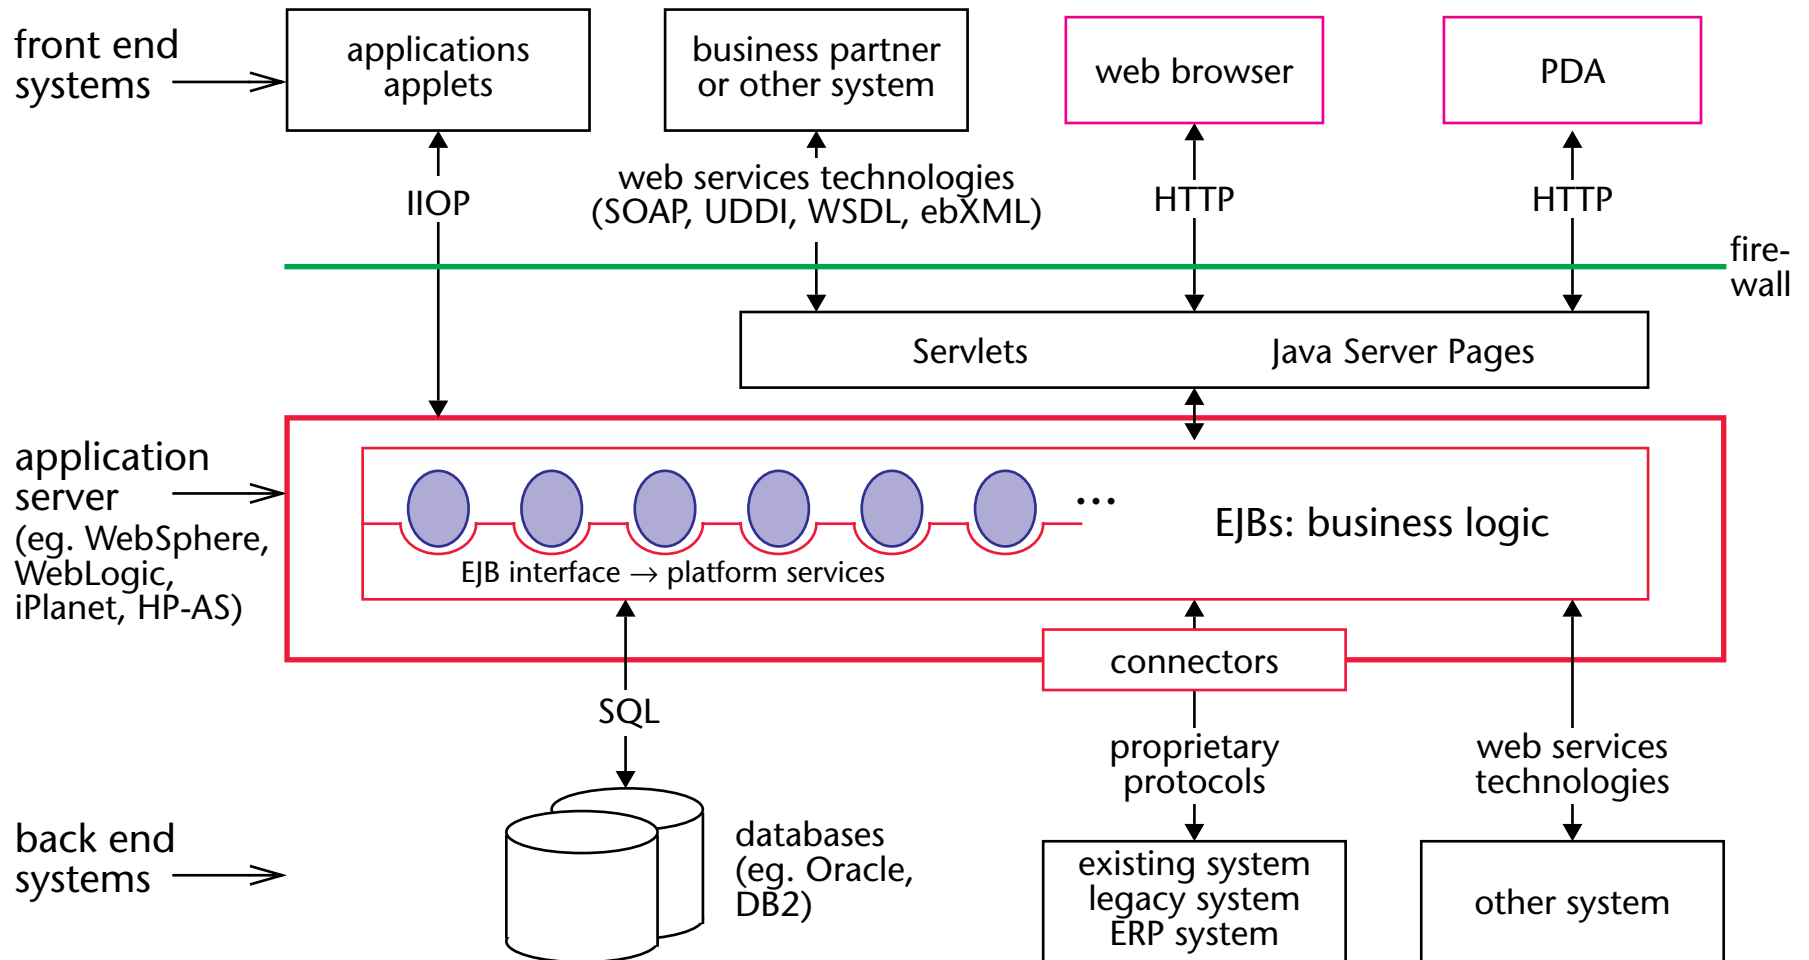 front end
systems
applications
applets
business partner
or other system
web browser
PDA
IIOP
web services technologies
(SOAP, UDDI, WSDL, ebXML)
HTTP
HTTP
fire-
wall
Servlets
Java Server Pages
application
server
(eg. WebSphere,
WebLogic,
iPlanet, HP-AS)
...
EJBs: business logic
EJB interface → platform services
connectors
SQL
proprietary
protocols
web services
technologies
back end
systems
databases
(eg. Oracle,
DB2)
existing system
legacy system
ERP system
other system